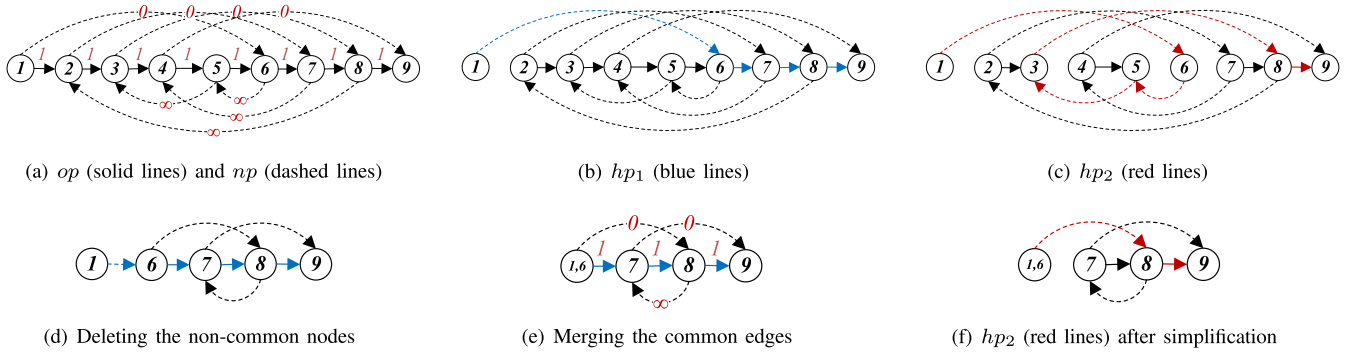 0 0 0 0
1 1 1 1 1 1 1 1
1 2 3 4 5 6 7 8 9
∞ ∞
∞
∞
(a) op (solid lines) and np (dashed lines)
1 2 3 4 5 6 7 8 9
(b) hp₁ (blue lines)
1 2 3 4 5 6 7 8 9
(c) hp₂ (red lines)
1 6 7 8 9
(d) Deleting the non-common nodes
0 0
1 1 1
1,6 7 8 9
∞
(e) Merging the common edges
1,6 7 8 9
(f) hp₂ (red lines) after simplification